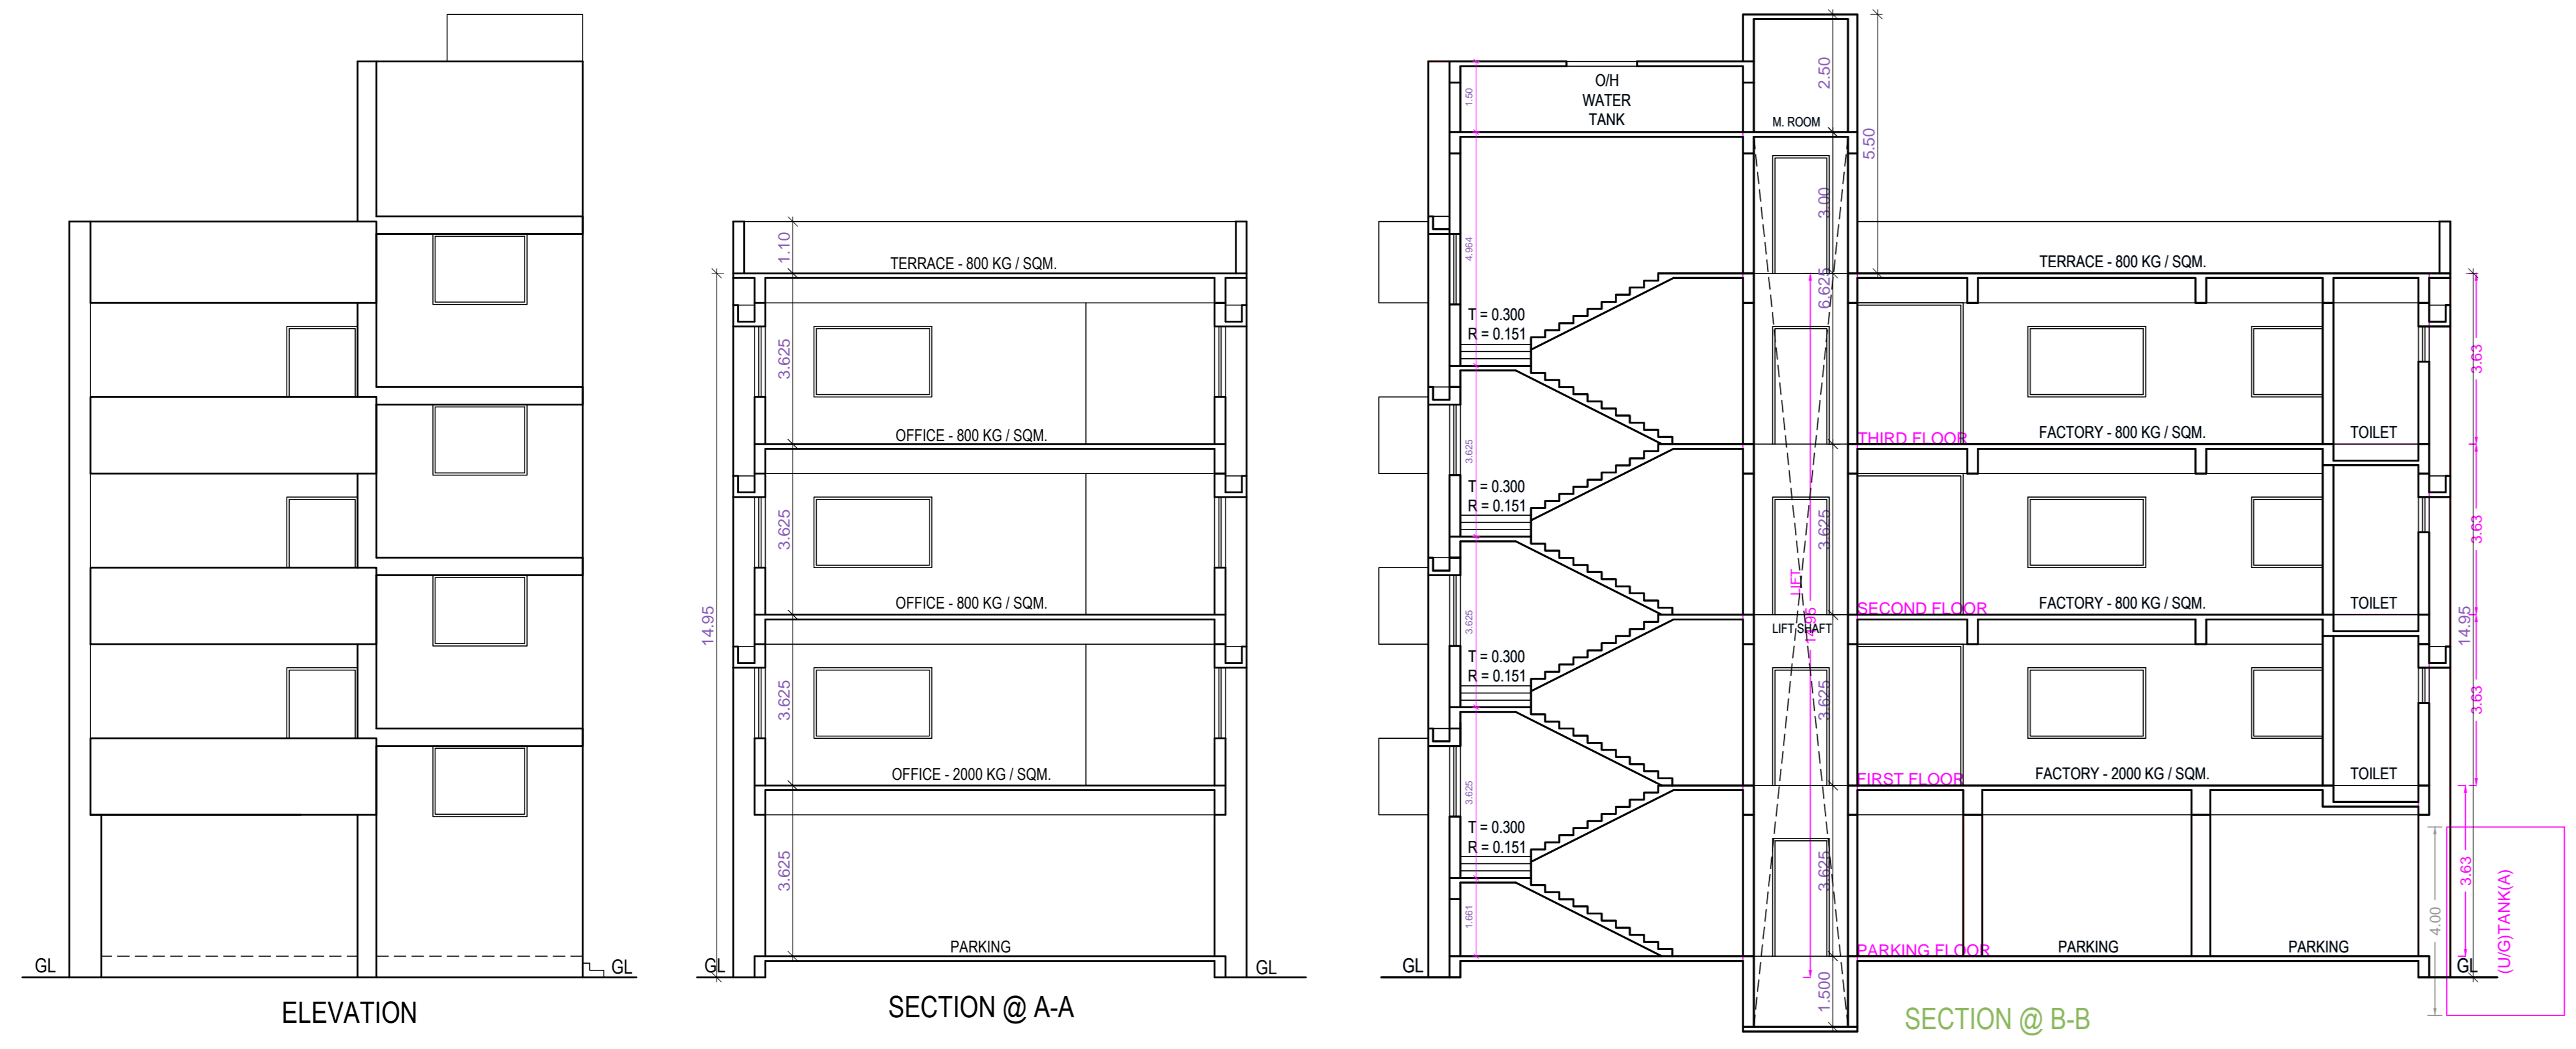 GL
GL
ELEVATION
1.10
TERRACE - 800 KG / SQM.
3.625
OFFICE - 800 KG / SQM.
3.625
OFFICE - 800 KG / SQM.
14.95
3.625
OFFICE - 2000 KG / SQM.
3.625
PARKING
GL
GL
SECTION @ A-A
O/H
WATER
TANK
1.50
M. ROOM
2.50
5.50
3.00
4.964
6.625
TERRACE - 800 KG / SQM.
T = 0.300
R = 0.151
3.63
3.625
THIRD FLOOR
FACTORY - 800 KG / SQM.
TOILET
T = 0.300
R = 0.151
3.625
3.63
LIFT
3.625
SECOND FLOOR
FACTORY - 800 KG / SQM.
TOILET
14.95
LIFT SHAFT
14.95
T = 0.300
R = 0.151
3.625
3.63
3.625
FIRST FLOOR
FACTORY - 2000 KG / SQM.
TOILET
T = 0.300
R = 0.151
3.625
3.63
1.661
4.00
(U/G)TANK(A)
PARKING FLOOR
PARKING
PARKING
GL
GL
1.500
SECTION @ B-B